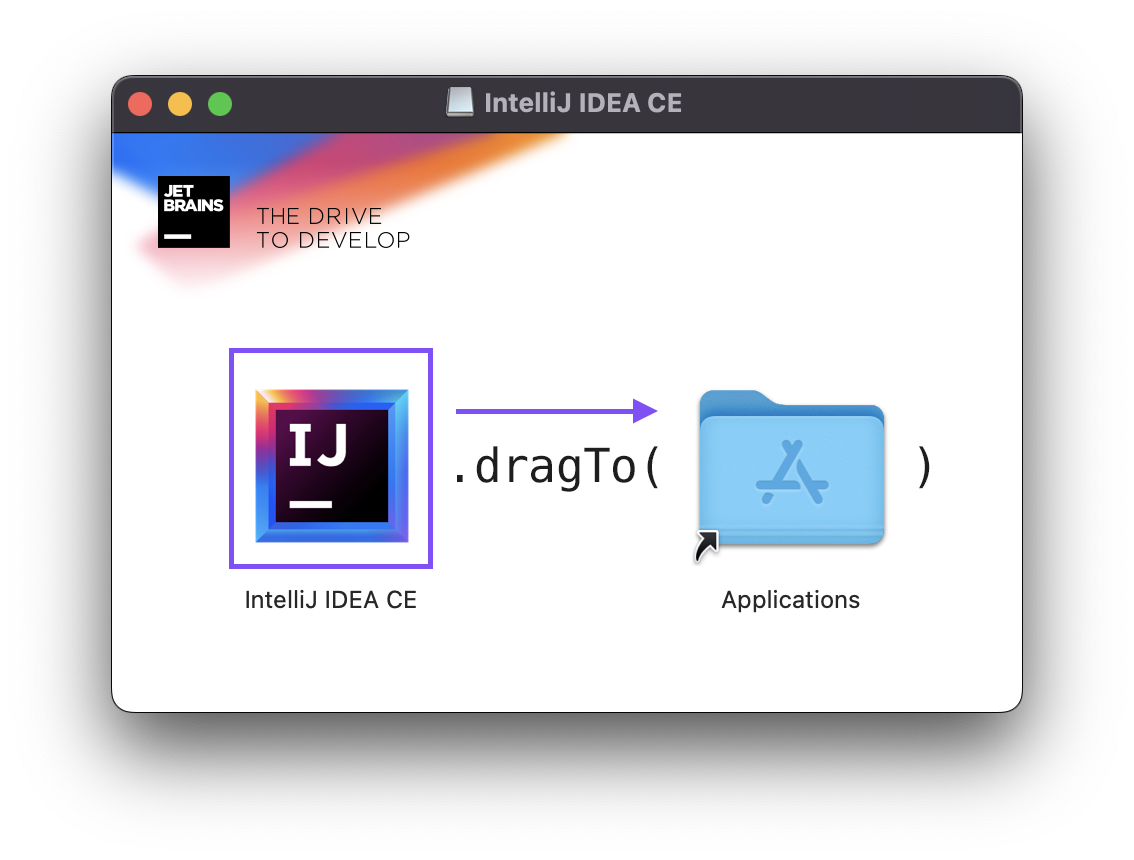 IntelliJ IDEA CE
JET
BRAINS
THE DRIVE
TO DEVELOP
IJ
.dragTo( )
IntelliJ IDEA CE
Applications